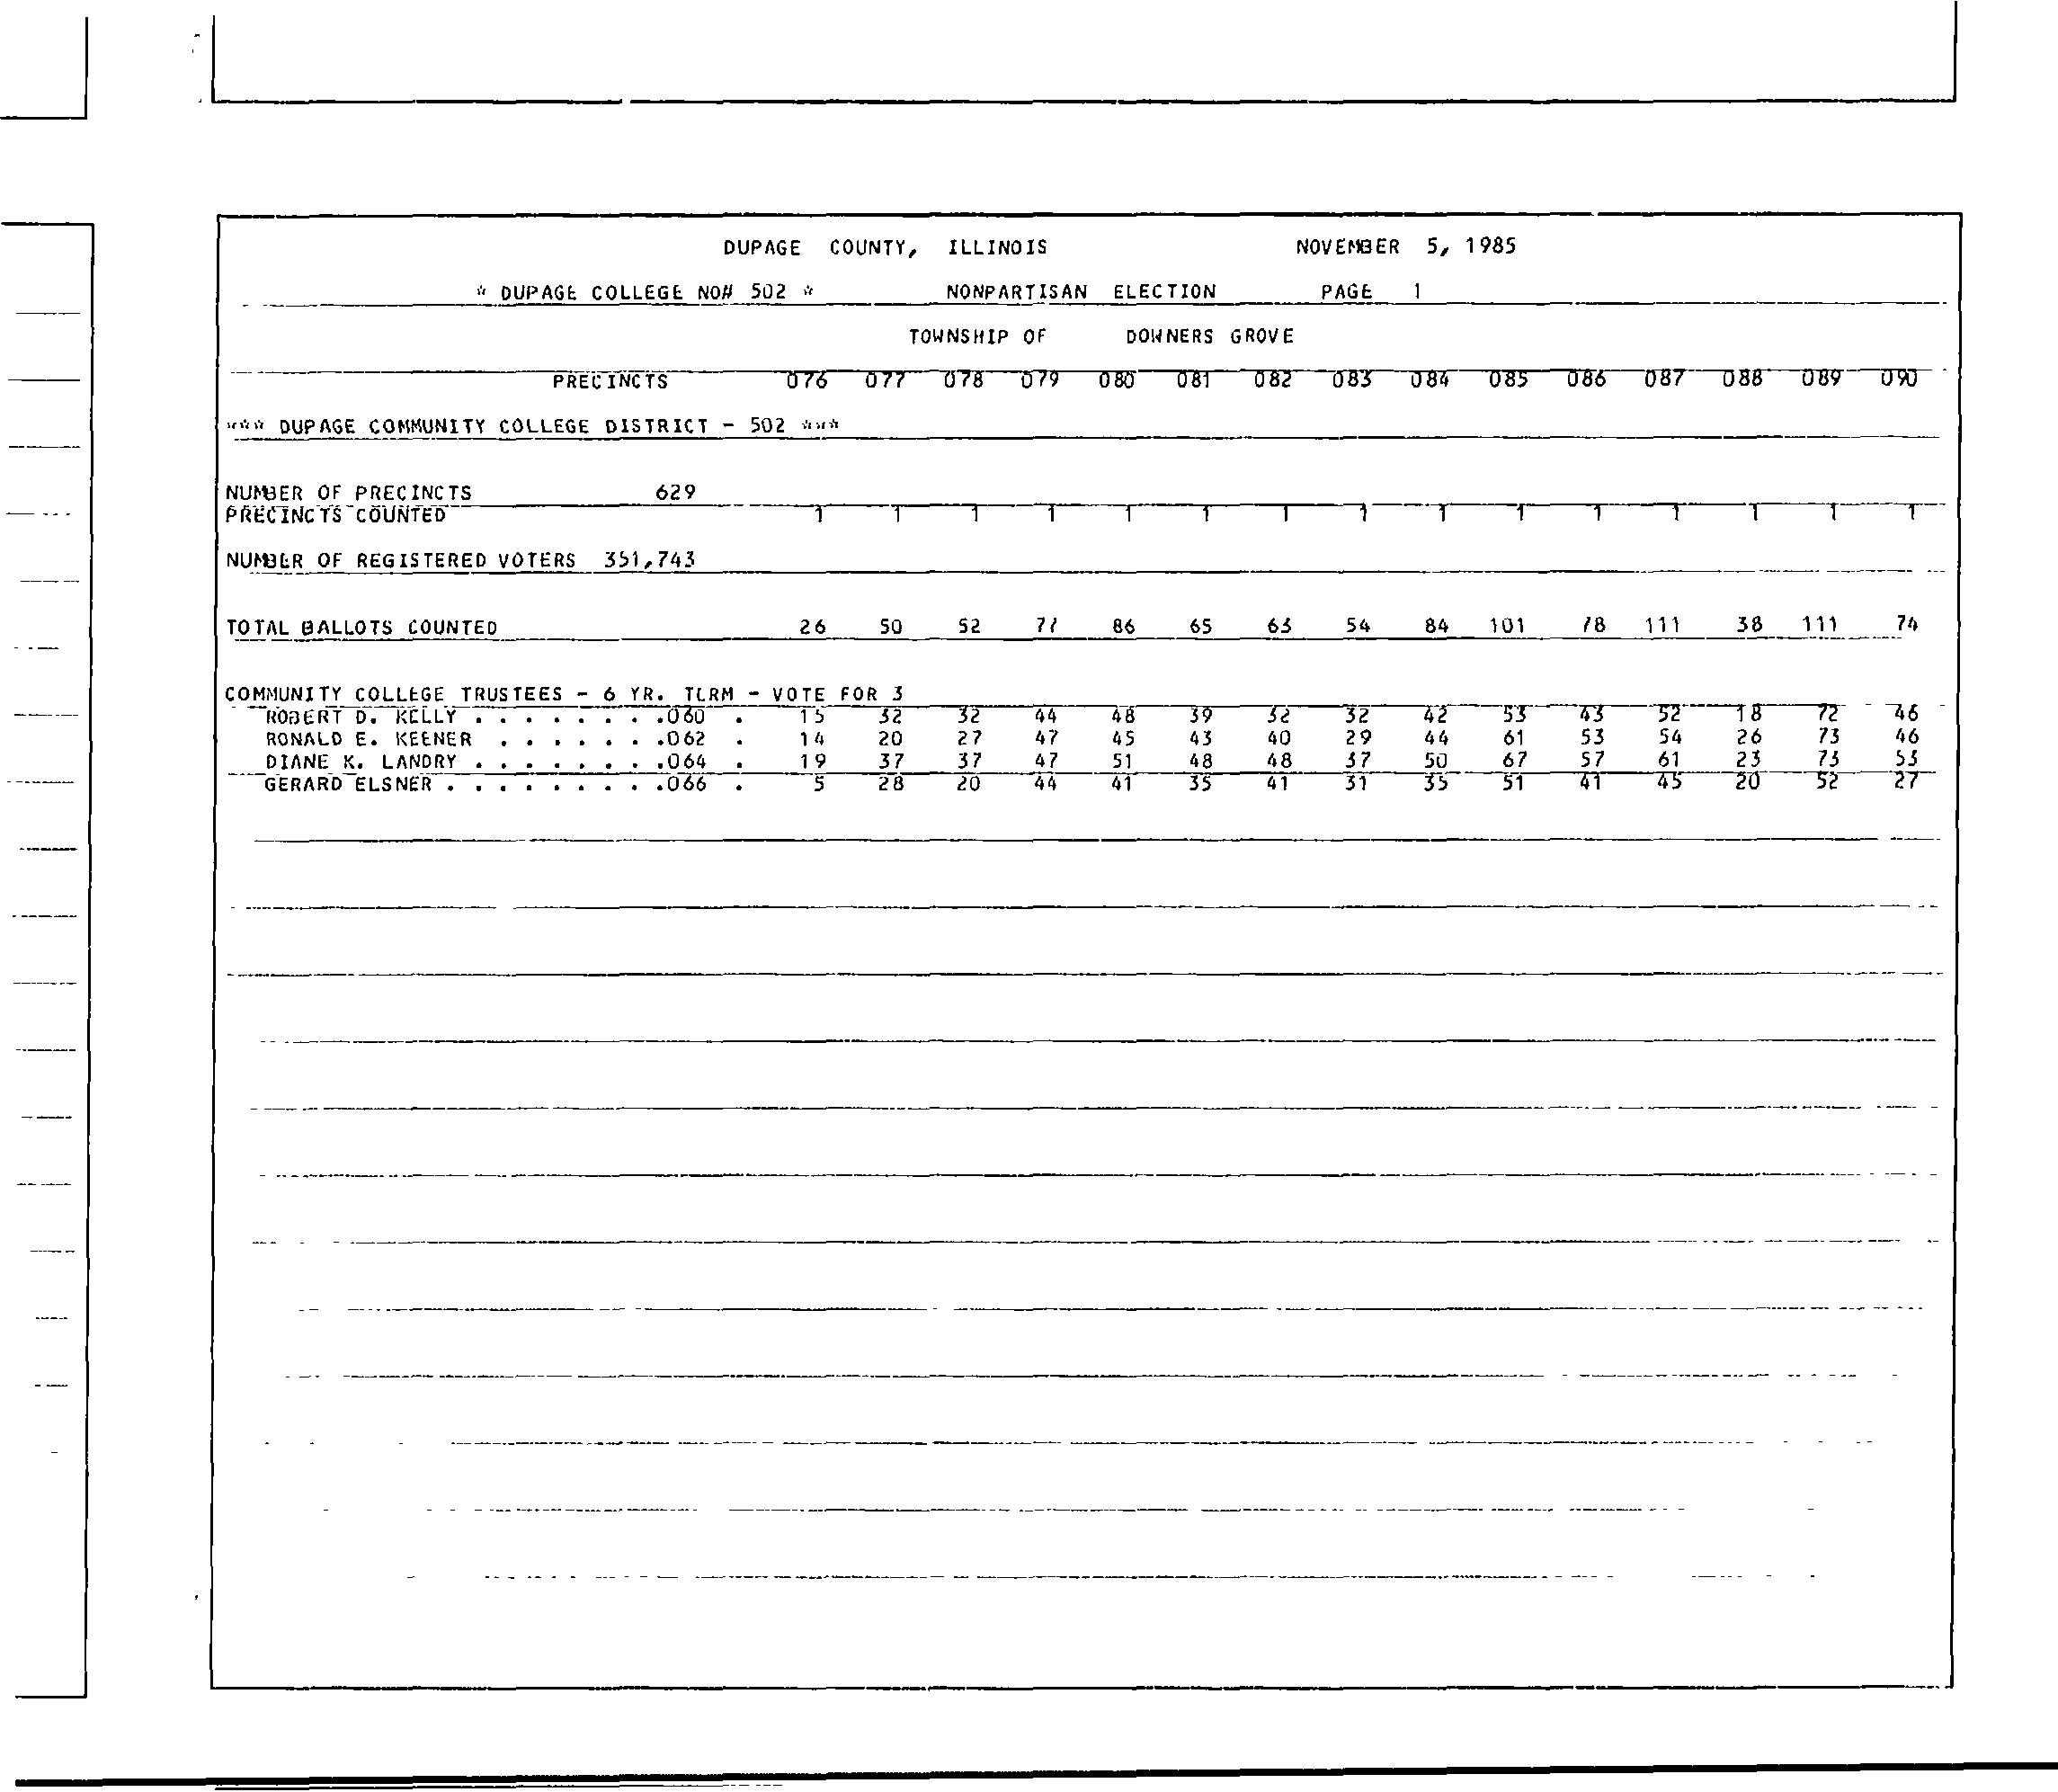 DUPAGE COUNTY, ILLINOIS NOVEMBER 5, 1985
* DUPAGE COLLEGE NO# 502 * NONPARTISAN ELECTION PAGE 1
TOWNSHIP OF DOWNERS GROVE
PRECINCTS 076 077 078 079 080 081 082 083 084 085 086 087 088 089 090
*** DUPAGE COMMUNITY COLLEGE DISTRICT - 502 ***
NUMBER OF PRECINCTS 629
PRECINCTS COUNTED 1 1 1 1 1 1 1 1 1 1 1 1 1 1 1
NUMBER OF REGISTERED VOTERS 351,743
TOTAL BALLOTS COUNTED 26 50 52 77 86 65 63 54 84 101 78 111 38 111 74
COMMUNITY COLLEGE TRUSTEES - 6 YR. TERM - VOTE FOR 3
ROBERT D. KELLY . . . . . . . .060 . 15 32 32 44 48 39 32 32 42 53 43 52 18 72 46
RONALD E. KEENER . . . . . . .062 . 14 20 27 47 45 43 40 29 44 61 53 54 26 73 46
DIANE K. LANDRY . . . . . . . .064 . 19 37 37 47 51 48 48 37 50 67 57 61 23 73 53
GERARD ELSNER . . . . . . . . .066 . 5 28 20 44 41 35 41 31 35 51 41 45 20 52 27